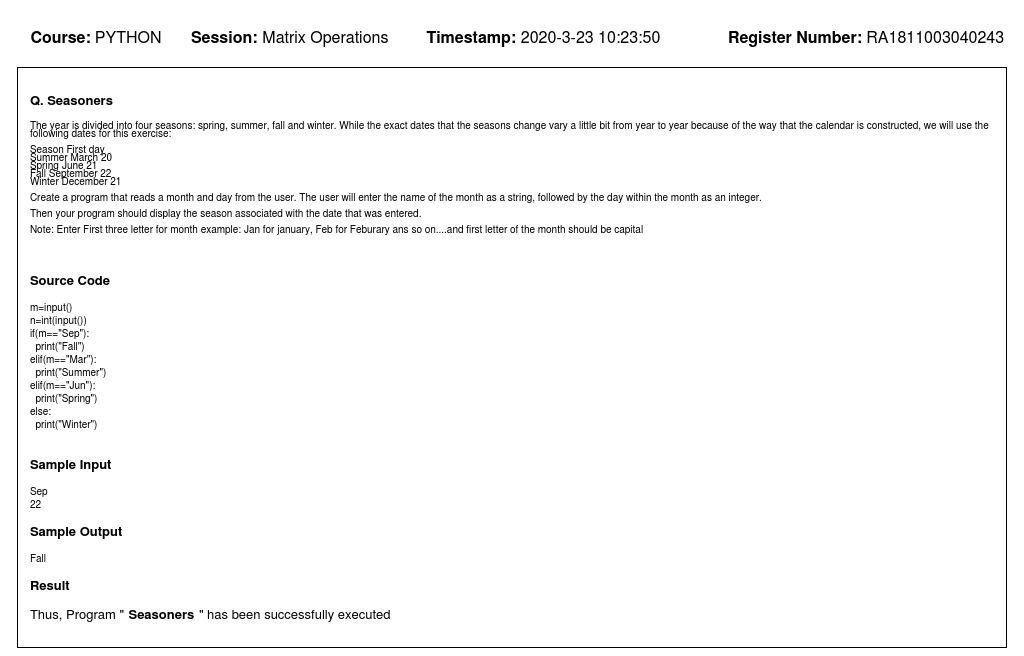 Course: PYTHON Session: Matrix Operations Timestamp: 2020-3-23 10:23:50 Register Number: RA1811003040243
Q. Seasoners
The year is divided into four seasons: spring, summer, fall and winter. While the exact dates that the seasons change vary a little bit from year to year because of the way that the calendar is constructed, we will use the
following dates for this exercise:
Season First day
Summer March 20
Spring June 21
Fall September 22
Winter December 21
Create a program that reads a month and day from the user. The user will enter the name of the month as a string, followed by the day within the month as an integer.
Then your program should display the season associated with the date that was entered.
Note: Enter First three letter for month example: Jan for january, Feb for Feburary ans so on....and first letter of the month should be capital
Source Code
m=input()
n=int(input())
if(m=="Sep"):
print("Fall")
elif(m=="Mar"):
print("Summer")
elif(m=="Jun"):
print("Spring")
else:
print("Winter")
Sample Input
Sep
22
Sample Output
Fall
Result
Thus, Program " Seasoners " has been successfully executed